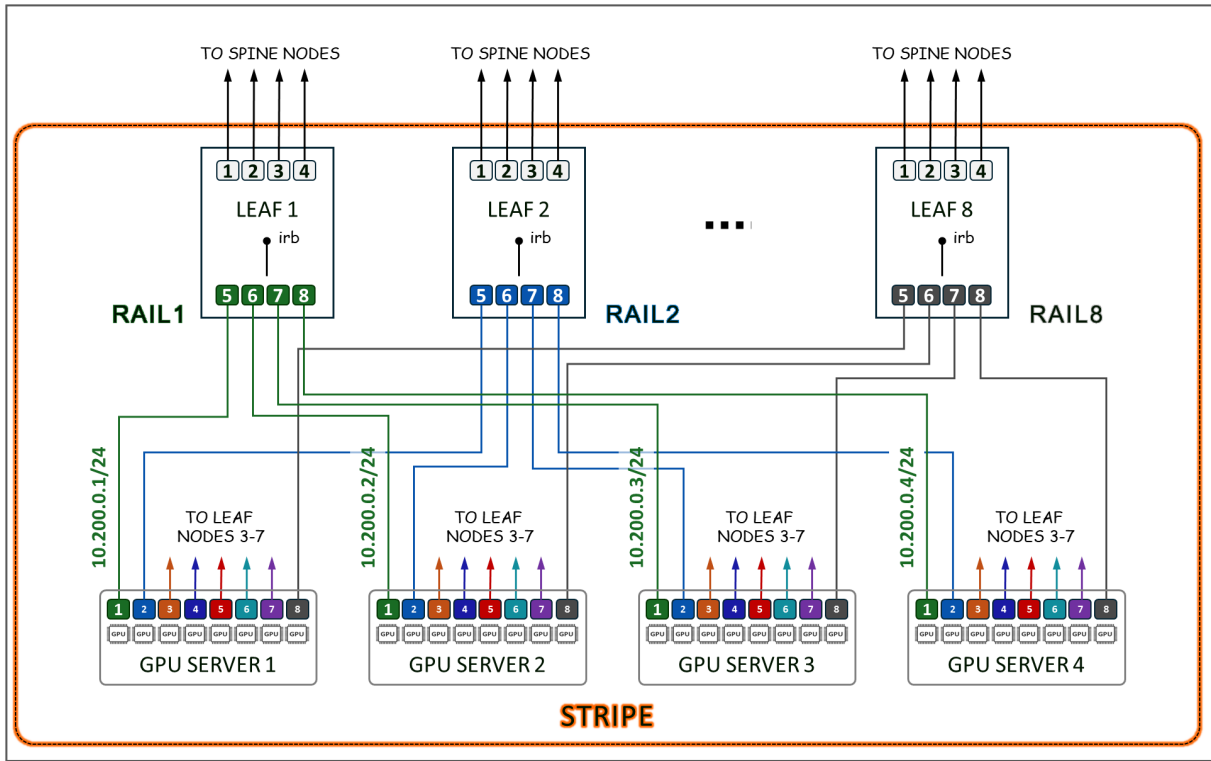 TO SPINE NODES
TO SPINE NODES
TO SPINE NODES
1 2 3 4
1 2 3 4
1 2 3 4
LEAF 1
LEAF 2
LEAF 8
irb
irb
irb
5 6 7 8
5 6 7 8
5 6 7 8
RAIL1
RAIL2
RAIL8
10.200.0.1/24
10.200.0.2/24
10.200.0.3/24
10.200.0.4/24
TO LEAF
NODES 3-7
TO LEAF
NODES 3-7
TO LEAF
NODES 3-7
TO LEAF
NODES 3-7
1 2 3 4 5 6 7 8
GPU GPU GPU GPU GPU GPU GPU GPU
GPU SERVER 1
1 2 3 4 5 6 7 8
GPU GPU GPU GPU GPU GPU GPU GPU
GPU SERVER 2
1 2 3 4 5 6 7 8
GPU GPU GPU GPU GPU GPU GPU GPU
GPU SERVER 3
1 2 3 4 5 6 7 8
GPU GPU GPU GPU GPU GPU GPU GPU
GPU SERVER 4
STRIPE